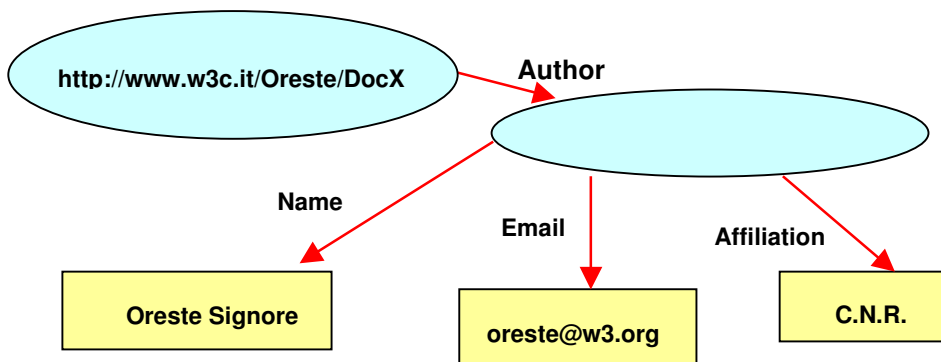 http://www.w3c.it/Oreste/DocX
Author
Name
Email
Affiliation
Oreste Signore
oreste@w3.org
C.N.R.